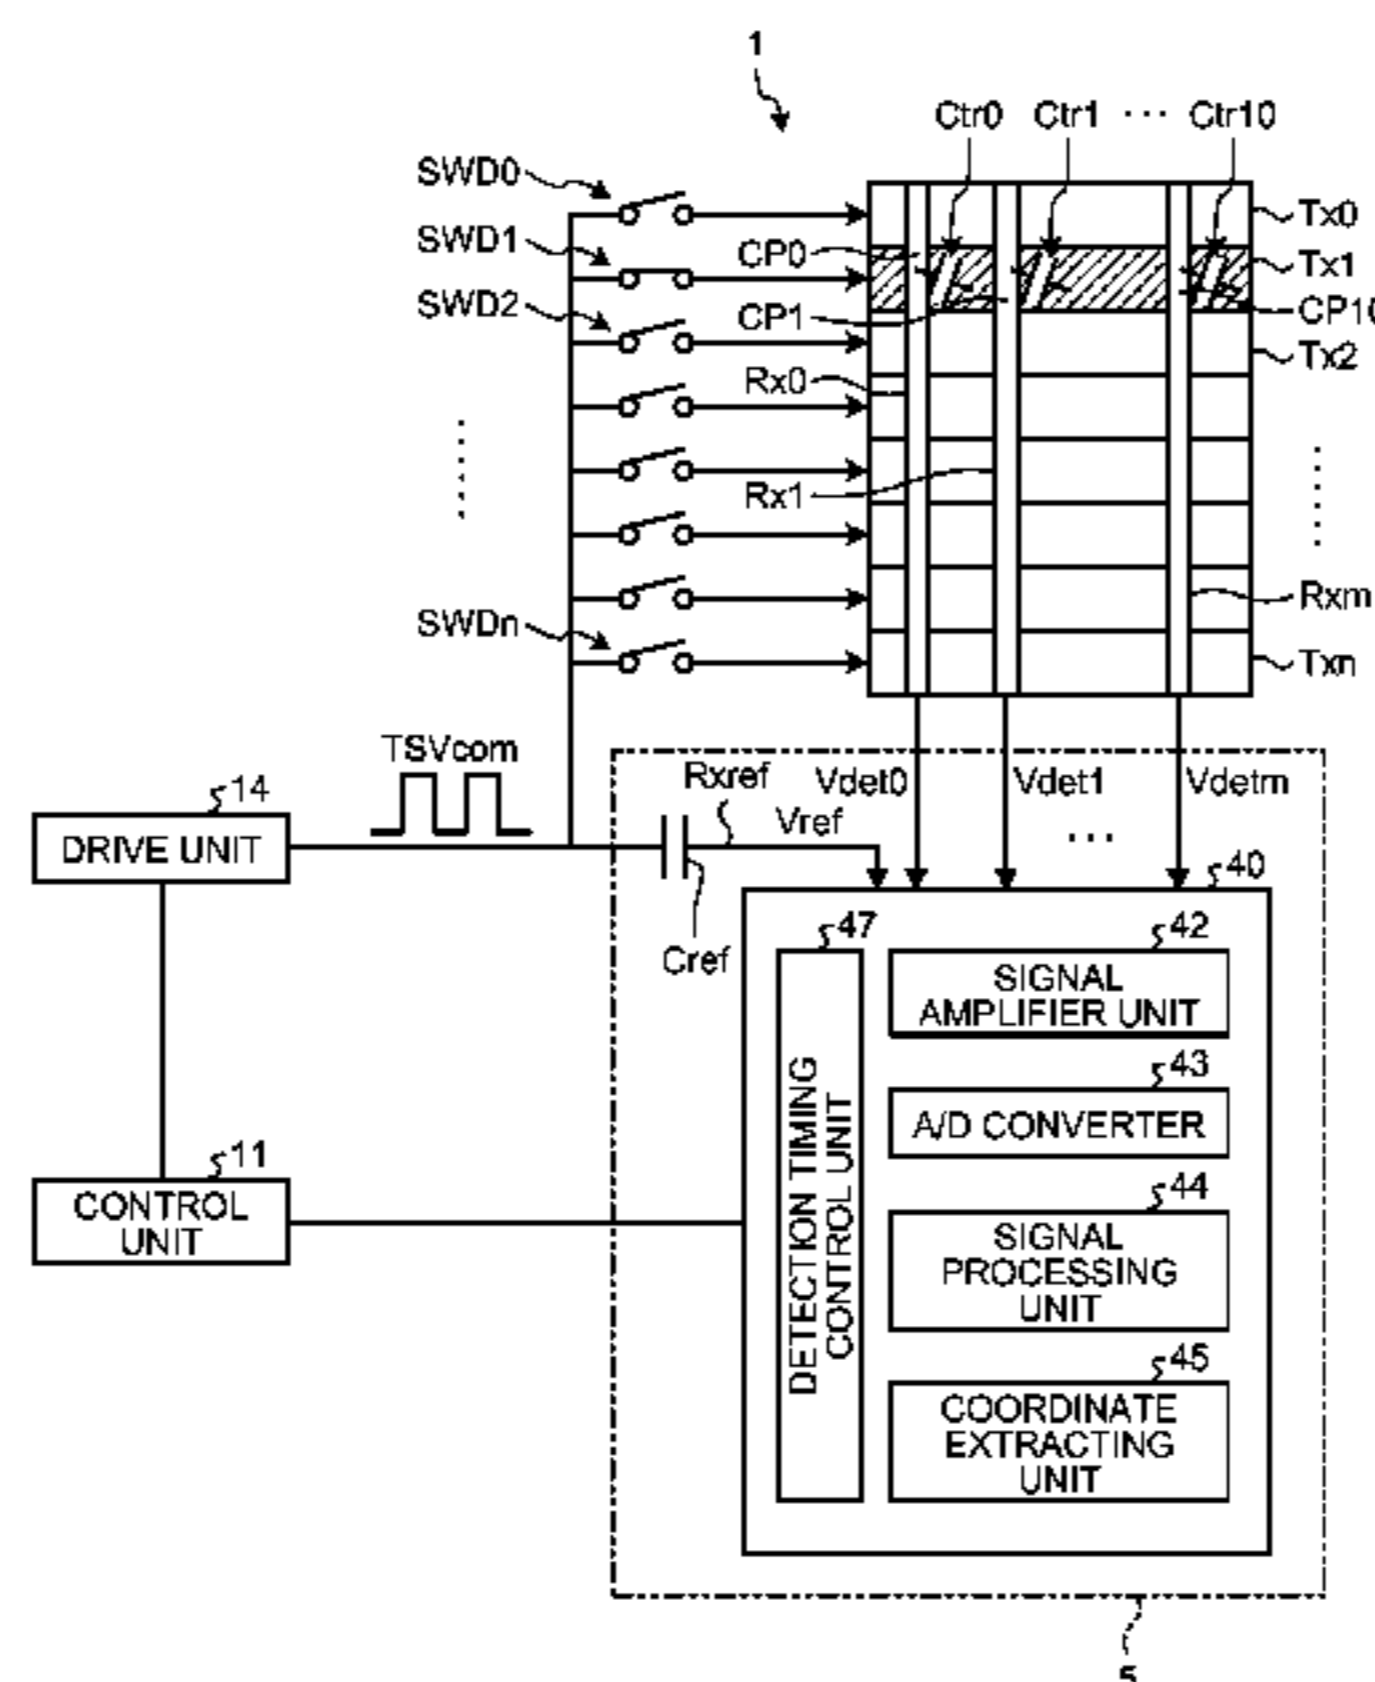 1
Ctr0 Ctr1 ... Ctr10
SWD0
Tx0
SWD1
CP0
Tx1
SWD2
CP1
CP10
Tx2
Rx0
Rx1
Rxm
SWDn
Txn
TSVcom
Rxref
Vdet0
Vdet1
Vdetm
Vref
...
14
DRIVE UNIT
40
Cref
47
DETECTION TIMING
CONTROL UNIT
42
SIGNAL
AMPLIFIER UNIT
43
A/D CONVERTER
11
CONTROL
UNIT
44
SIGNAL
PROCESSING
UNIT
45
COORDINATE
EXTRACTING
UNIT
5